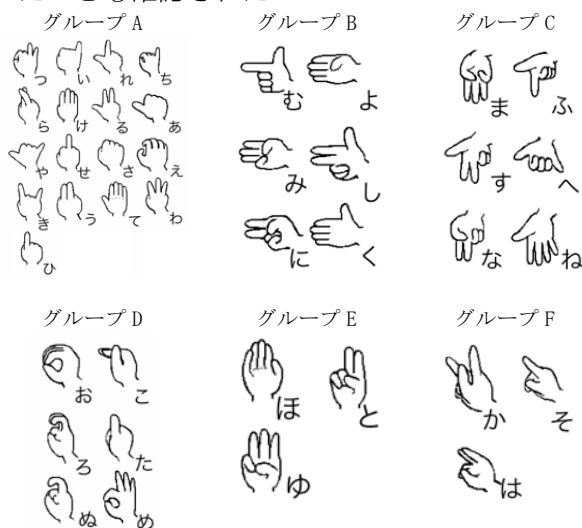 グループA グループB グループC
つ い れ ち
ら け る あ
や せ さ え
き う て わ
ひ
む よ
み し
に く
ま ふ
す へ
な ね
グループD グループE グループF
お こ
ろ た
ぬ め
ほ と
ゆ
か そ
は